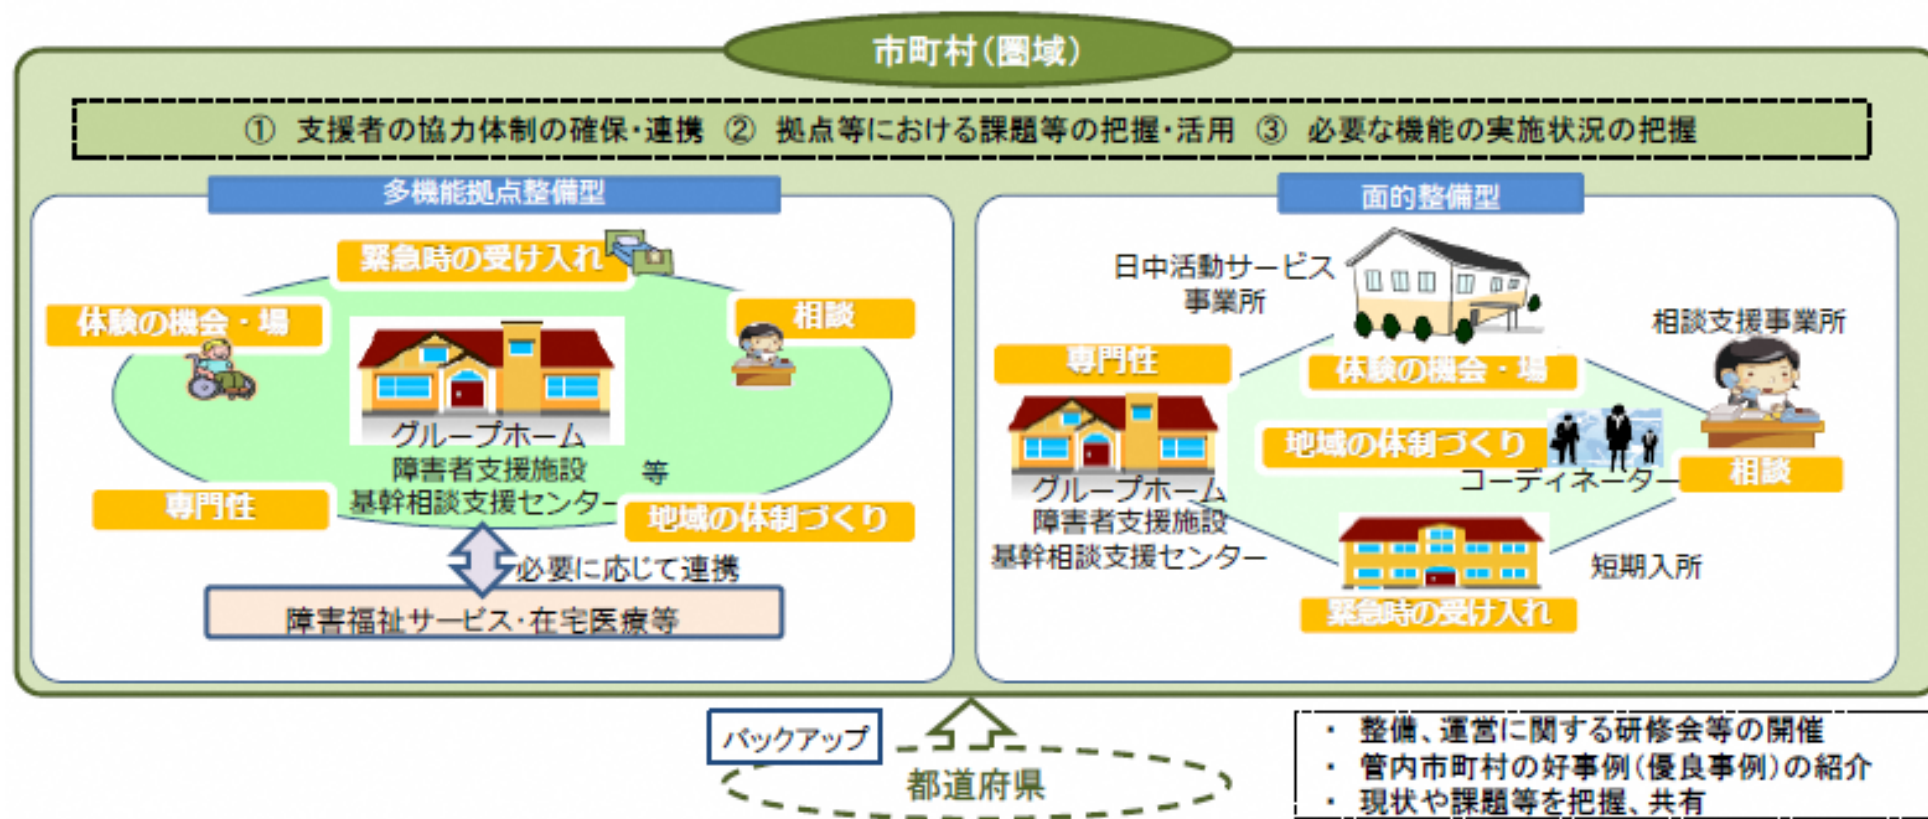 市町村(圏域)
① 支援者の協力体制の確保・連携 ② 拠点等における課題等の把握・活用 ③ 必要な機能の実施状況の把握
多機能拠点整備型
緊急時の受け入れ
体験の機会・場
相談
グループホーム
障害者支援施設 等
基幹相談支援センター
専門性
地域の体制づくり
必要に応じて連携
障害福祉サービス・在宅医療等
面的整備型
日中活動サービス
事業所
相談支援事業所
専門性
体験の機会・場
地域の体制づくり
コーディネーター
相談
グループホーム
障害者支援施設
基幹相談支援センター
短期入所
緊急時の受け入れ
バックアップ
都道府県
・ 整備、運営に関する研修会等の開催
・ 管内市町村の好事例(優良事例)の紹介
・ 現状や課題等を把握、共有